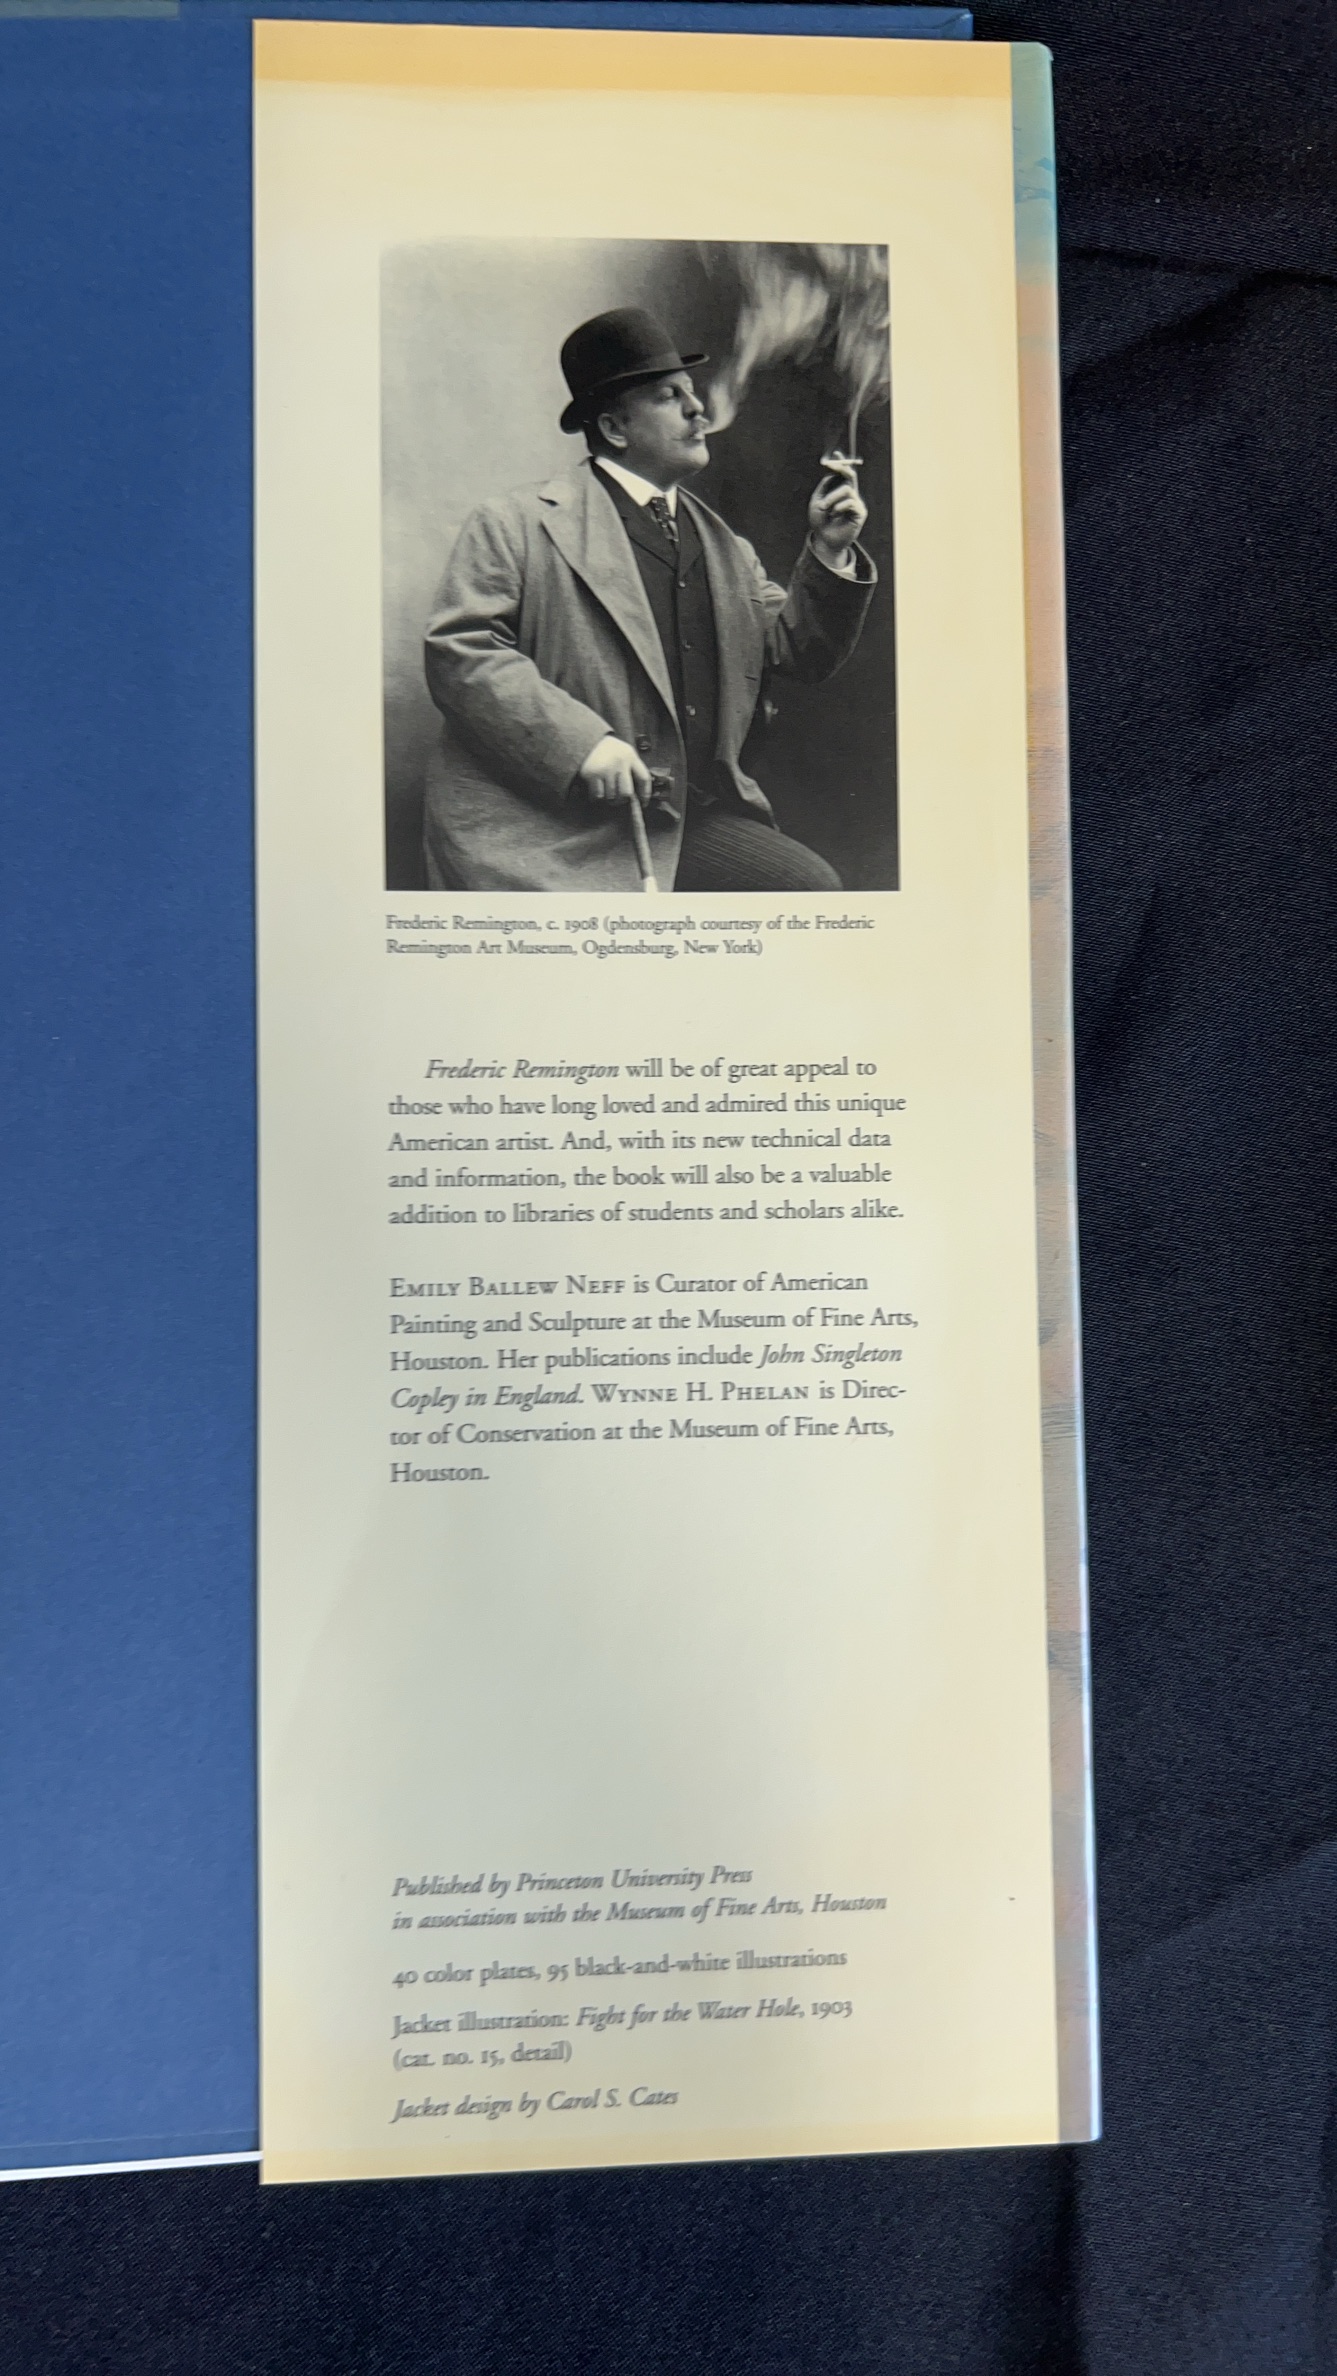 Frederic Remington, c. 1908 (photograph courtesy of the Frederic
Remington Art Museum, Ogdensburg, New York)
Frederic Remington will be of great appeal to
those who have long loved and admired this unique
American artist. And, with its new technical data
and information, the book will also be a valuable
addition to libraries of students and scholars alike.
EMILY BALLEW NEFF is Curator of American
Painting and Sculpture at the Museum of Fine Arts,
Houston. Her publications include John Singleton
Copley in England. WYNNE H. PHELAN is Direc-
tor of Conservation at the Museum of Fine Arts,
Houston.
Published by Princeton University Press
in association with the Museum of Fine Arts, Houston
40 color plates, 95 black-and-white illustrations
Jacket illustration: Fight for the Water Hole, 1903
(cat. no. 15, detail)
Jacket design by Carol S. Cates